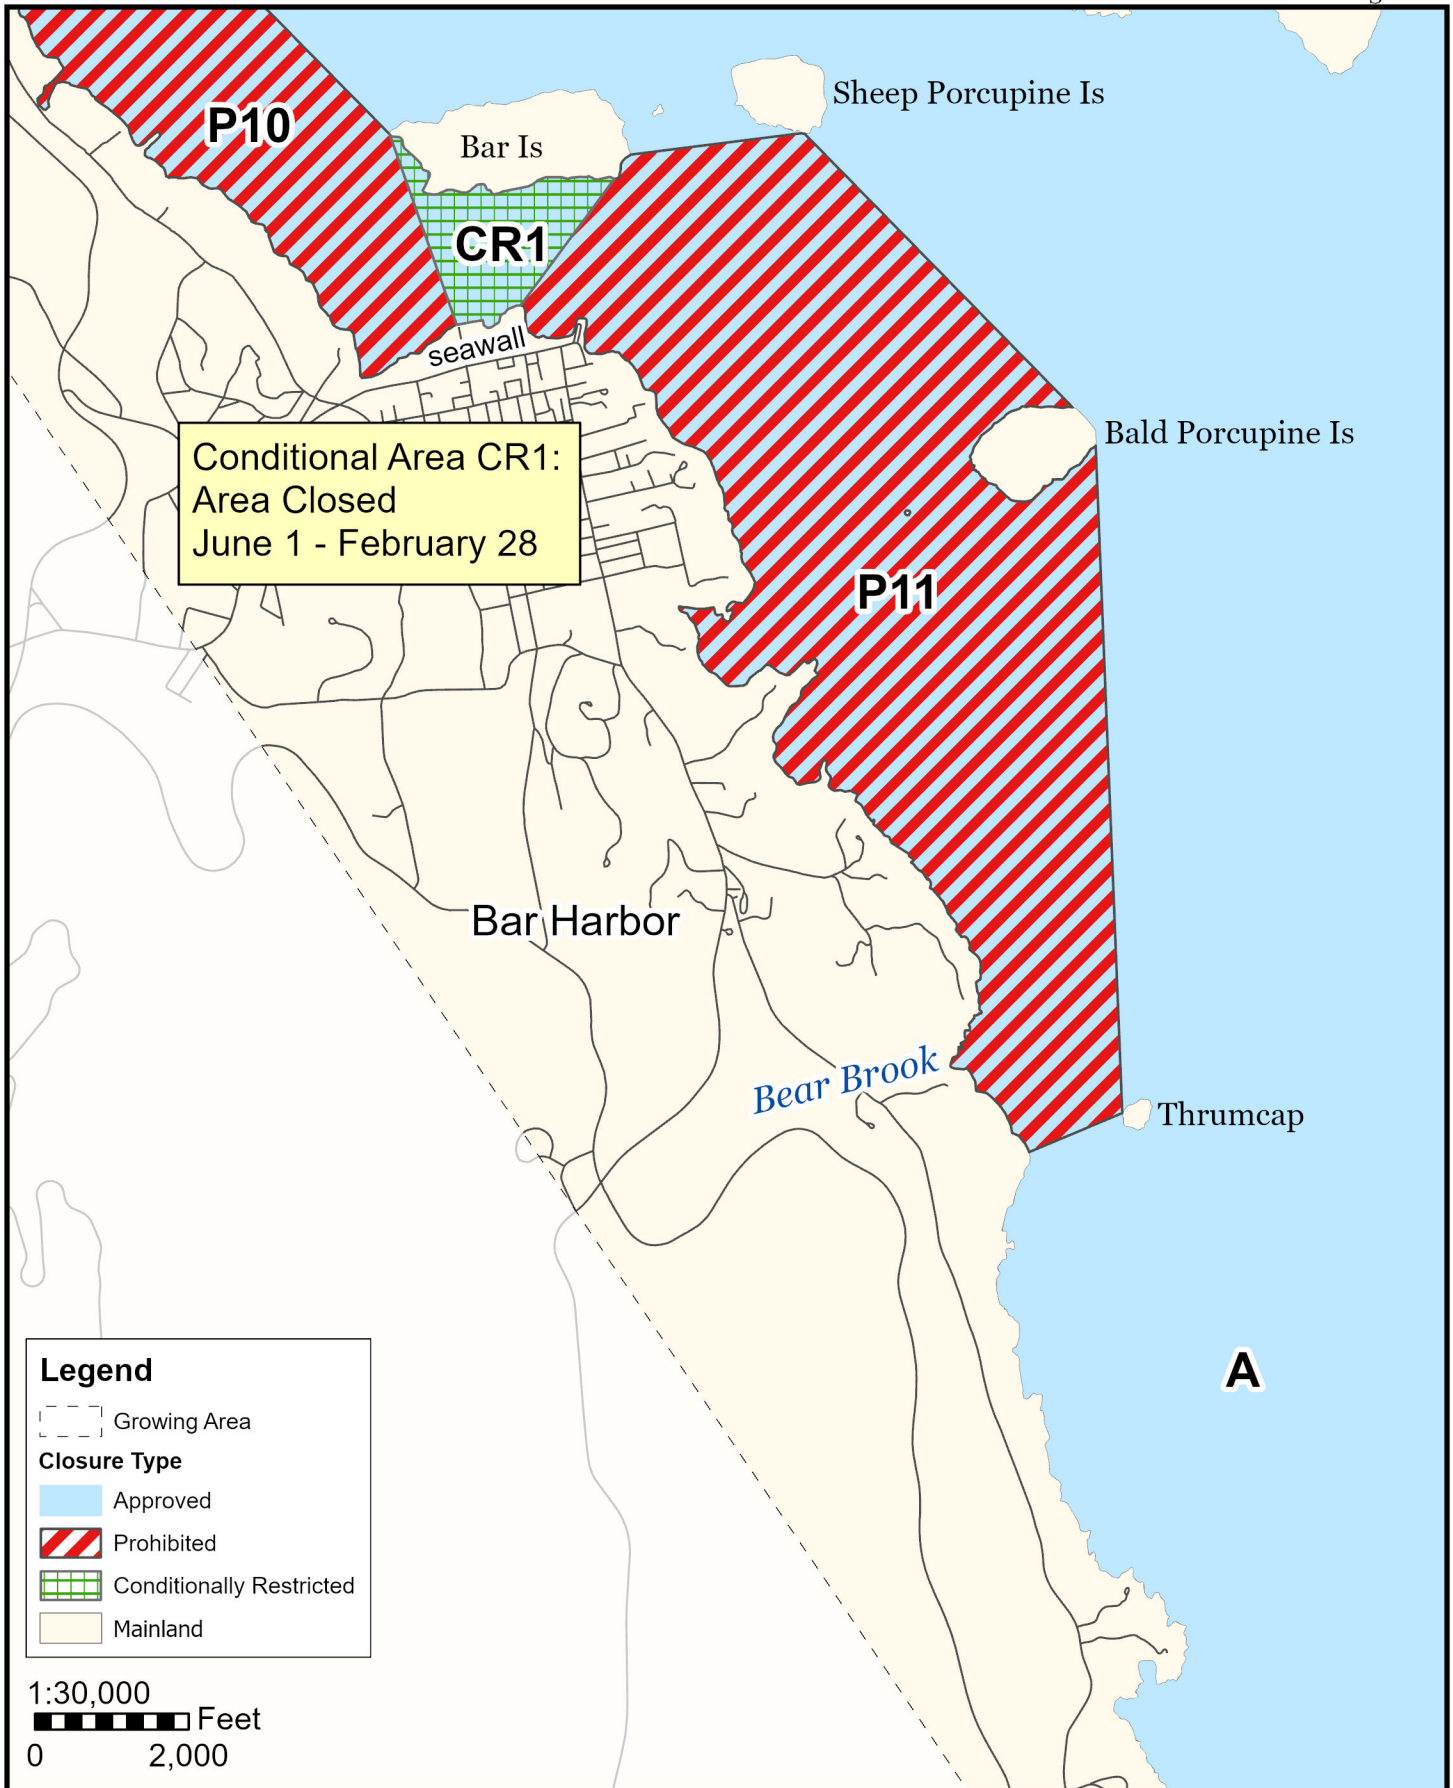 Sheep Porcupine Is
P10
Bar Is
CR1
seawall
Bald Porcupine Is
Conditional Area CR1:
Area Closed
June 1 - February 28
P11
Bar Harbor
Bear Brook
Thrumcap
A
Legend
Growing Area
Closure Type
Approved
Prohibited
Conditionally Restricted
Mainland
1:30,000
Feet
0 2,000